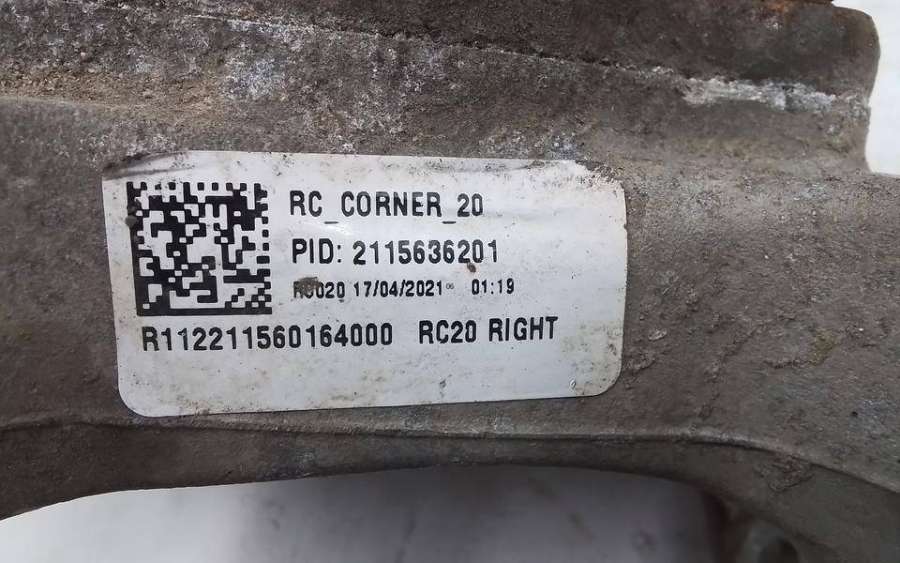 RC_CORNER_20
PID: 2115636201
RC020 17/04/2021 01:19
R112211560164000 RC20 RIGHT